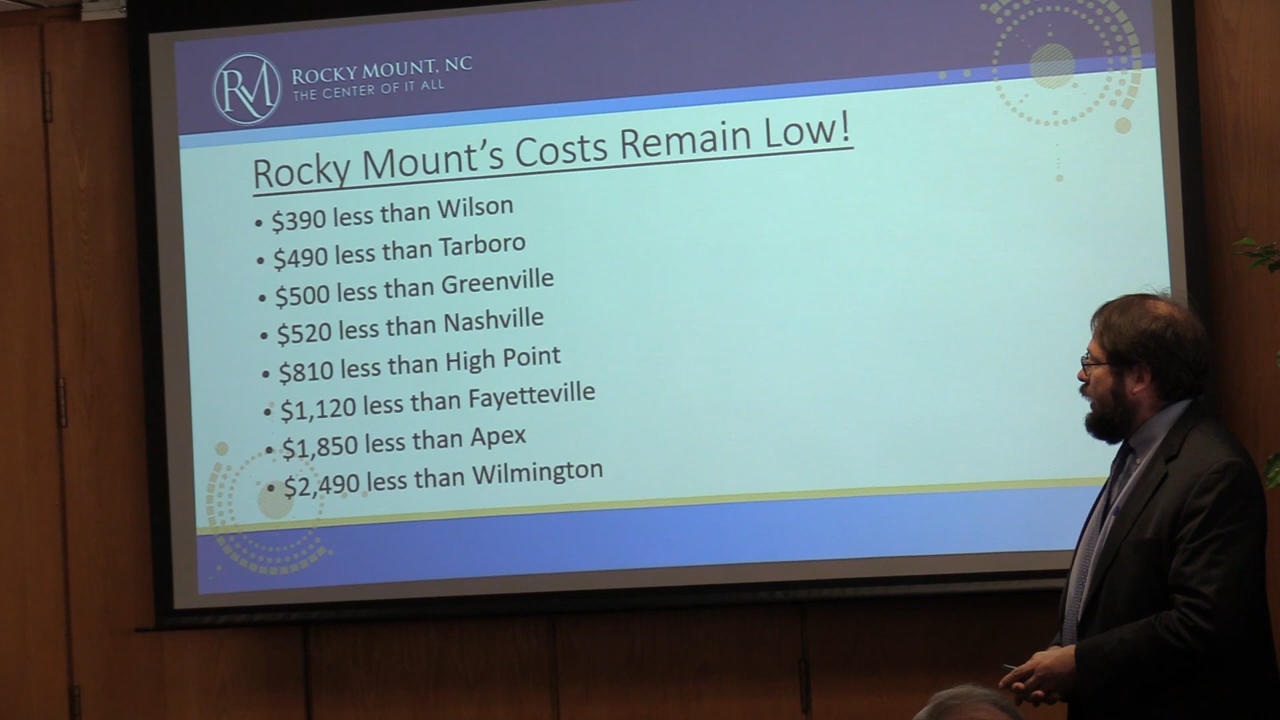 RM
ROCKY MOUNT, NC
THE CENTER OF IT ALL
Rocky Mount's Costs Remain Low!
• $390 less than Wilson
• $490 less than Tarboro
• $500 less than Greenville
• $520 less than Nashville
• $810 less than High Point
• $1,120 less than Fayetteville
• $1,850 less than Apex
• $2,490 less than Wilmington